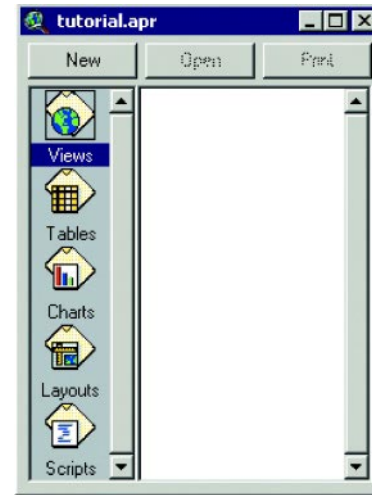 tutorial.apr
New Open Print
Views
Tables
Charts
Layouts
Scripts